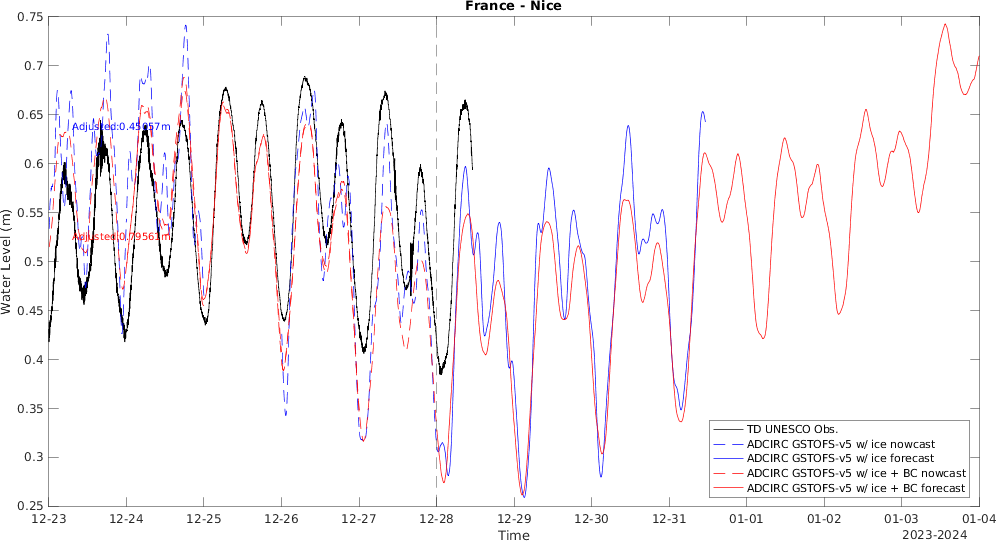 France - Nice
Water Level (m)
0.75
0.7
0.65
0.6
0.55
0.5
0.45
0.4
0.35
0.3
0.25
TD UNESCO Obs.
ADCIRC GSTOFS-v5 w/ ice nowcast
ADCIRC GSTOFS-v5 w/ ice forecast
ADCIRC GSTOFS-v5 w/ ice + BC nowcast
ADCIRC GSTOFS-v5 w/ ice + BC forecast
12-23 12-24 12-25 12-26 12-27 12-28 12-29 12-30 12-31 01-01 01-02 01-03 01-04
Time
2023-2024